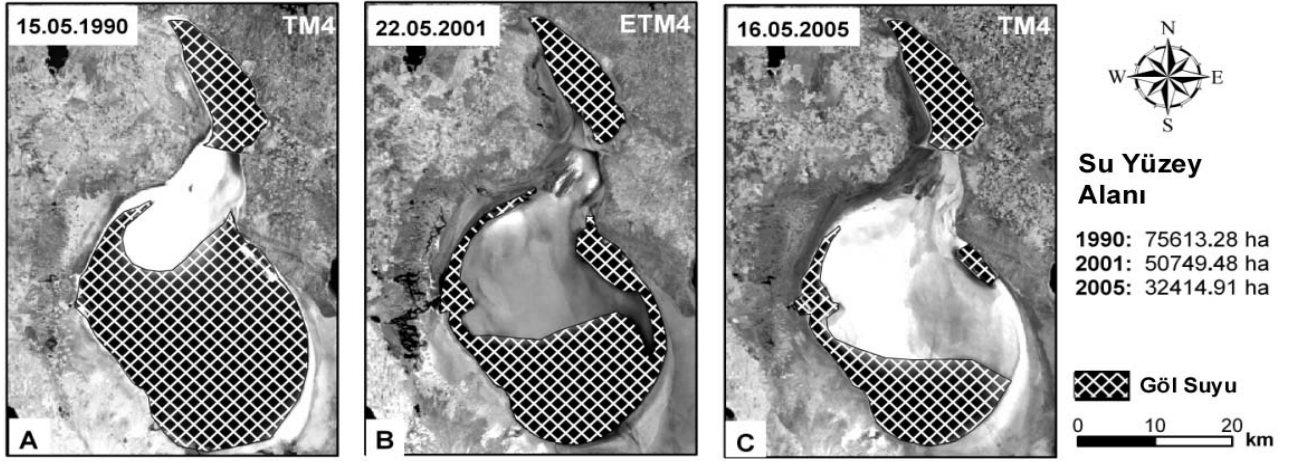 15.05.1990
TM4
A
22.05.2001
ETM4
B
16.05.2005
TM4
C
N
W E
S
Su Yüzey
Alanı
1990: 75613.28 ha
2001: 50749.48 ha
2005: 32414.91 ha
Göl Suyu
0 10 20
km